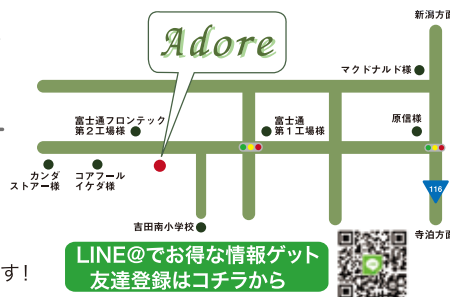 新潟方面
Adore
マクドナルド様
富士通フロンテック
第2工場様
富士通
第1工場様
原信様
カンダ
ストアー様
コアフール
イケダ様
116
吉田南小学校
寺泊方面
LINE@でお得な情報ゲット
友達登録はコチラから
す!
LINE